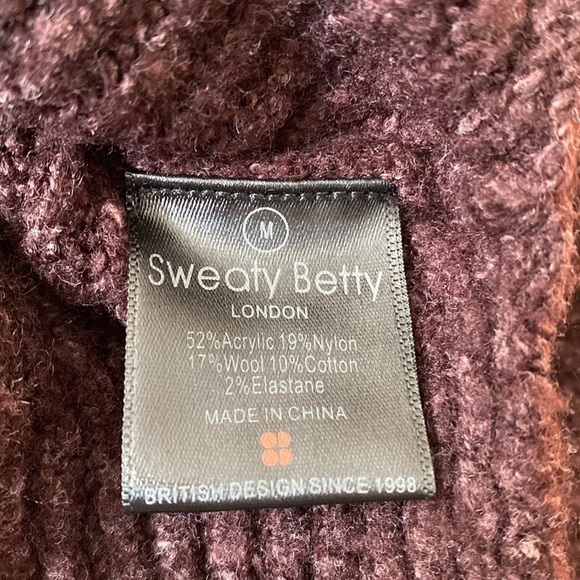 M
Sweaty Betty
LONDON
52%Acrylic 19%Nylon
17%Wool 10%Cotton
2%Elastane
MADE IN CHINA
BRITISH DESIGN SINCE 1998